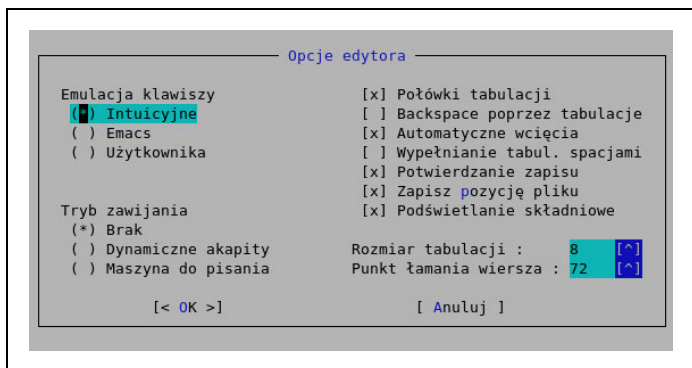 Opcje edytora
Emulacja klawiszy
(*) Intuicyjne
( ) Emacs
( ) Użytkownika
Tryb zawijania
(*) Brak
( ) Dynamiczne akapity
( ) Maszyna do pisania
[x] Połówki tabulacji
[ ] Backspace poprzez tabulacje
[x] Automatyczne wcięcia
[ ] Wypełnianie tabul. spacjami
[x] Potwierdzanie zapisu
[x] Zapisz pozycję pliku
[x] Podświetlanie składniowe
Rozmiar tabulacji : 8 [^]
Punkt łamania wiersza : 72 [^]
[< OK >] [ Anuluj ]